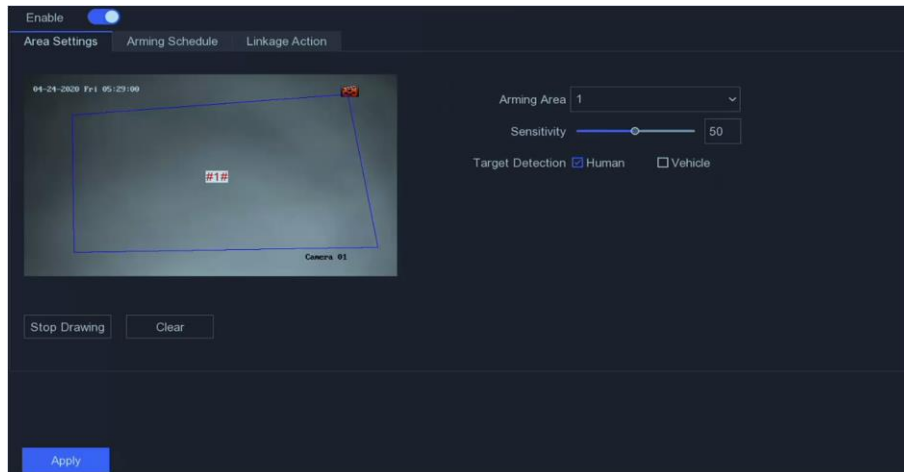 Enable
Area Settings Arming Schedule Linkage Action
04-24-2020 Fri 05:29:00
#1#
Camera 01
Arming Area 1
Sensitivity 50
Target Detection Human Vehicle
Stop Drawing Clear
Apply